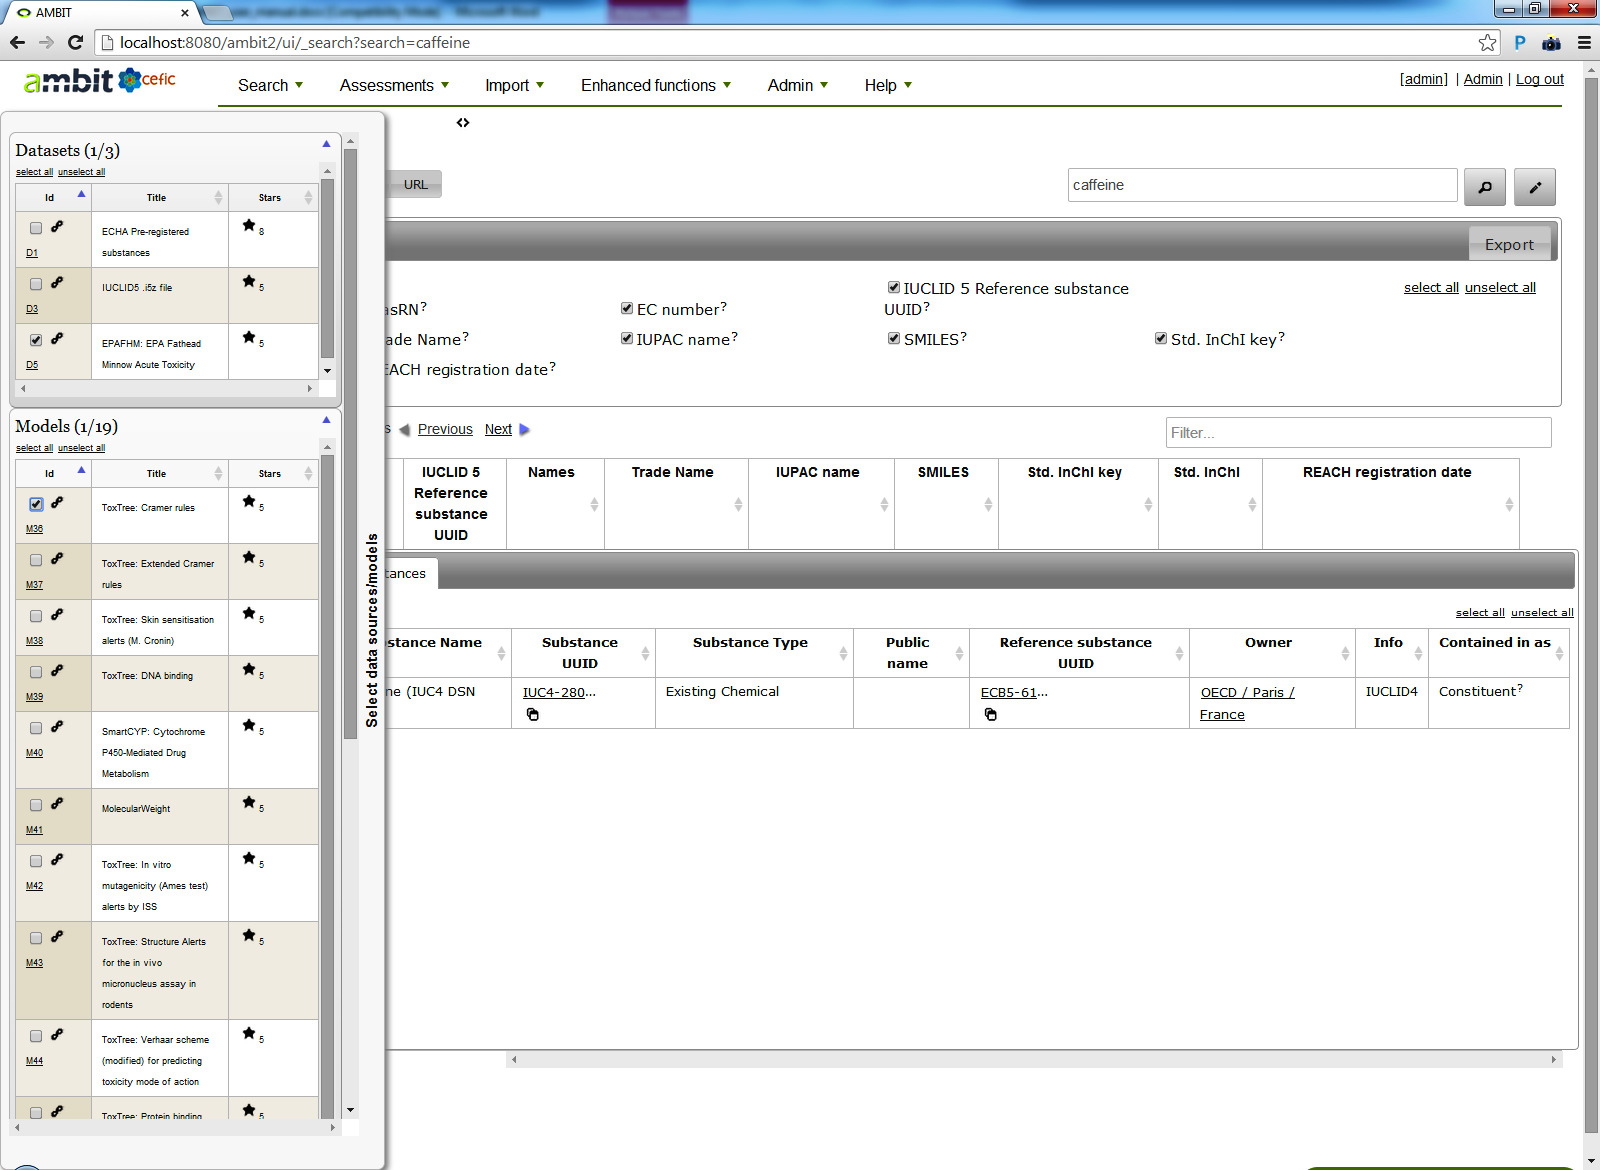 AMBIT
localhost:8080/ambit2/ui/_search?search=caffeine
ambit cefic
Search Assessments Import Enhanced functions Admin Help
[admin] | Admin | Log out
Datasets (1/3)
select all unselect all
Id Title Stars
D1 ECHA Pre-registered substances 8
D3 IUCLID5 .i5z file 5
D5 EPAFHM: EPA Fathead Minnow Acute Toxicity 5
Models (1/19)
select all unselect all
Id Title Stars
M36 ToxTree: Cramer rules 5
M37 ToxTree: Extended Cramer rules 5
M38 ToxTree: Skin sensitisation alerts (M. Cronin) 5
M39 ToxTree: DNA binding 5
M40 SmartCYP: Cytochrome P450-Mediated Drug Metabolism 5
M41 MolecularWeight 5
M42 ToxTree: In vitro mutagenicity (Ames test) alerts by ISS 5
M43 ToxTree: Structure Alerts for the in vivo micronucleus assay in rodents 5
M44 ToxTree: Verhaar scheme (modified) for predicting toxicity mode of action 5
ToxTree: Protein binding 5
Select data sources/models
URL
caffeine
Export
asRN? EC number? IUCLID 5 Reference substance UUID? select all unselect all
ade Name? IUPAC name? SMILES? Std. InChI key?
EACH registration date?
s Previous Next
Filter...
IUCLID 5 Reference substance UUID Names Trade Name IUPAC name SMILES Std. InChI key Std. InChI REACH registration date
tances
select all unselect all
stance Name Substance UUID Substance Type Public name Reference substance UUID Owner Info Contained in as
ne (IUC4 DSN IUC4-280... Existing Chemical ECB5-61... OECD / Paris / France IUCLID4 Constituent?